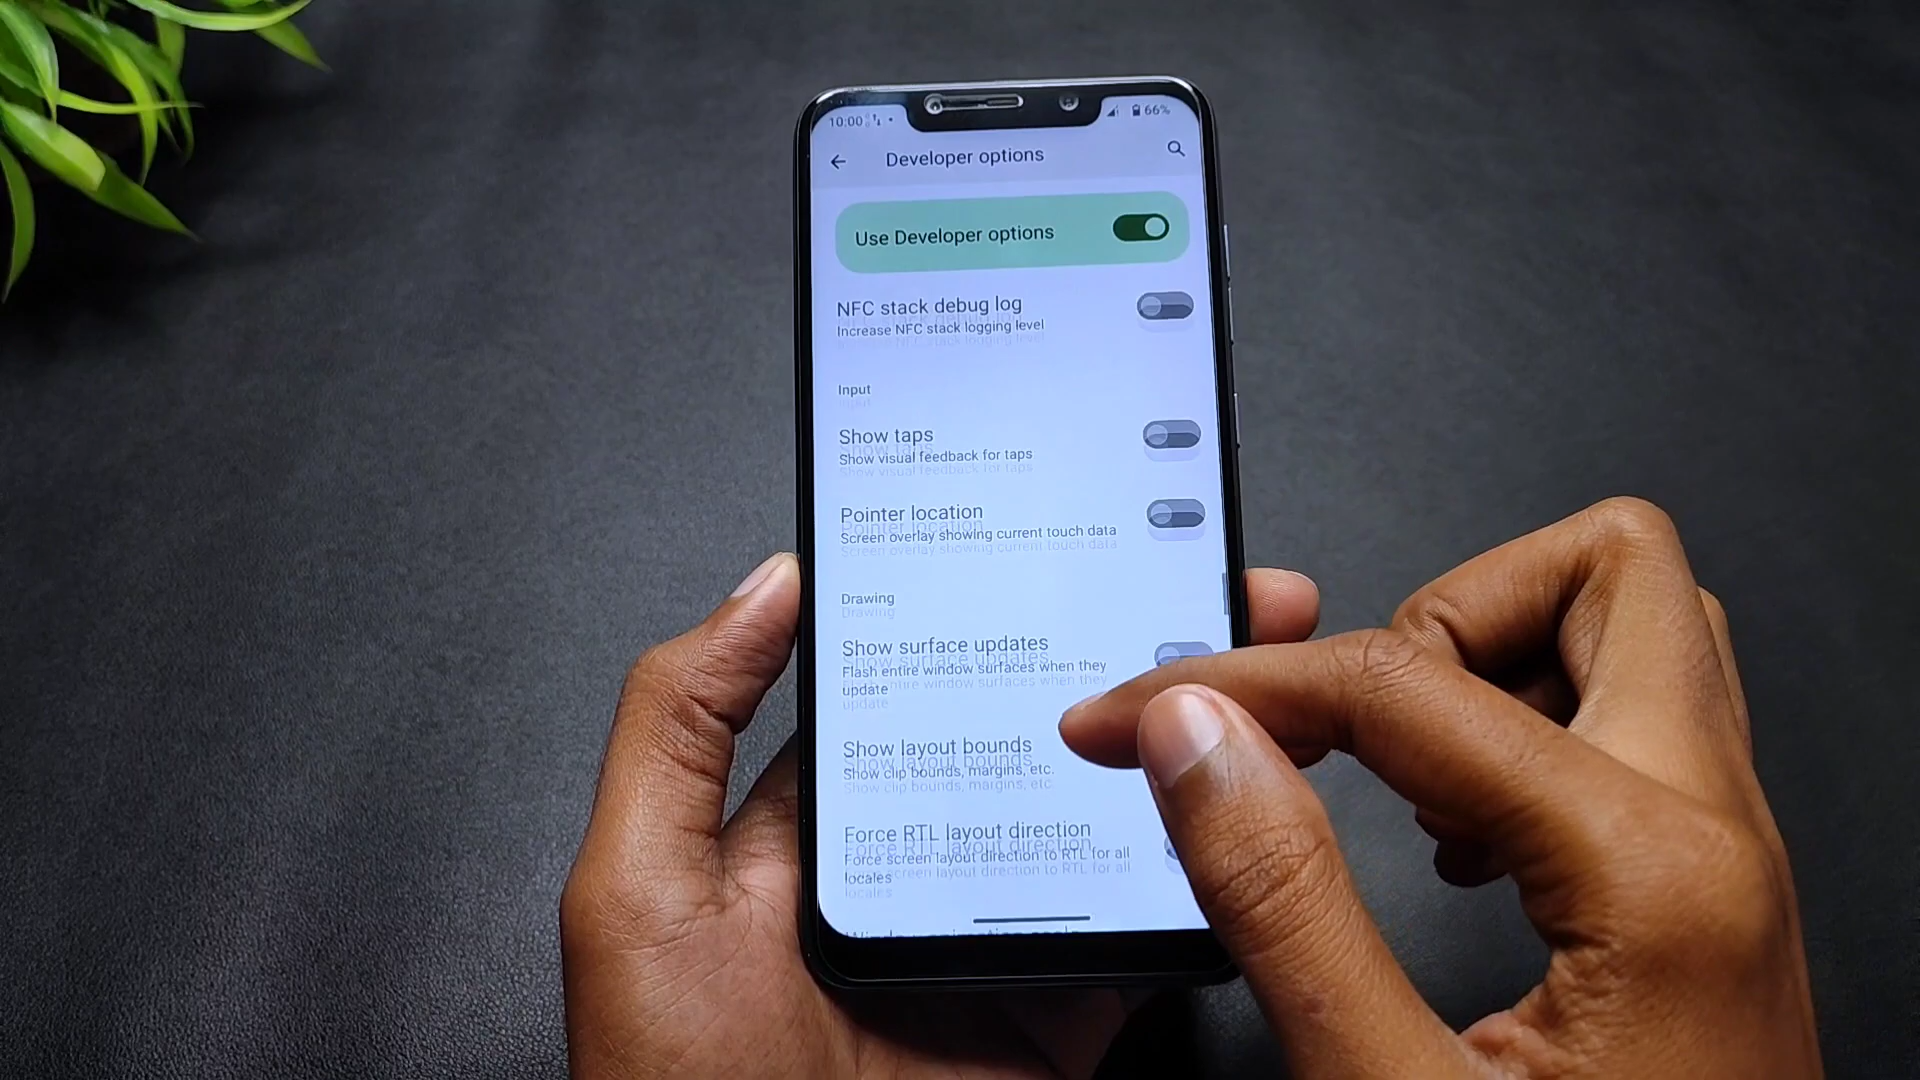 10:00
66%
Developer options
Use Developer options
NFC stack debug log
Increase NFC stack logging level
Input
Show taps
Show visual feedback for taps
Pointer location
Screen overlay showing current touch data
Drawing
Show surface updates
Flash entire window surfaces when they
update
Show layout bounds
Show clip bounds, margins, etc.
Force RTL layout direction
Force screen layout direction to RTL for all
locales